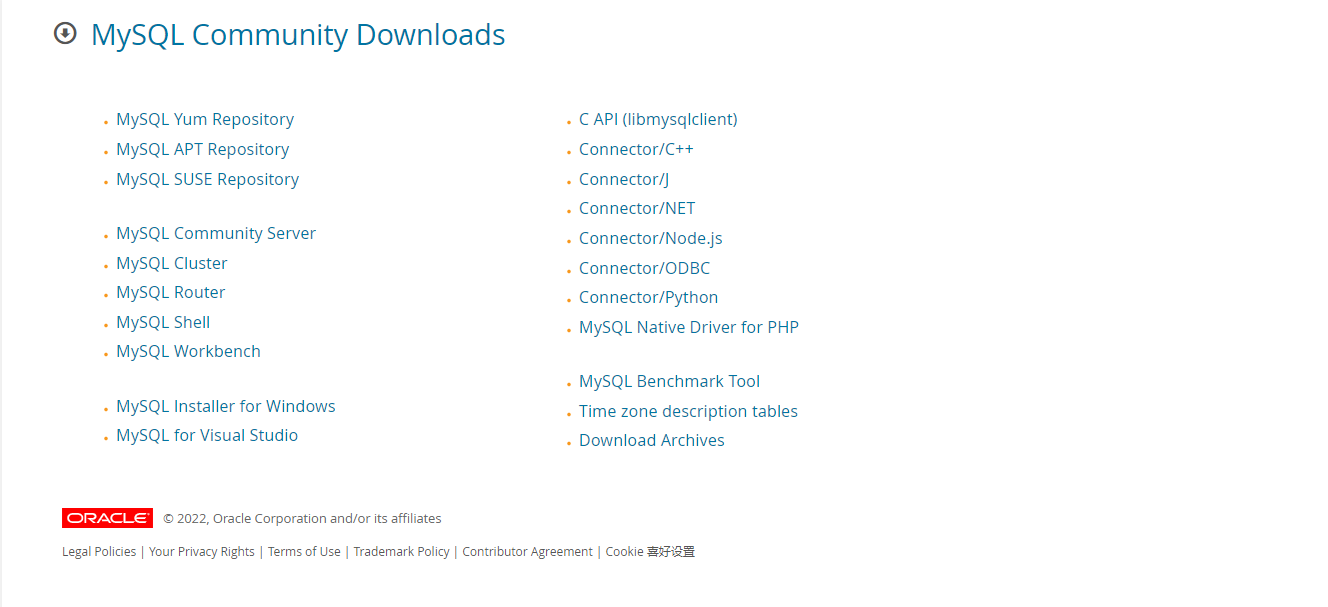 MySQL Community Downloads
MySQL Yum Repository
MySQL APT Repository
MySQL SUSE Repository
MySQL Community Server
MySQL Cluster
MySQL Router
MySQL Shell
MySQL Workbench
MySQL Installer for Windows
MySQL for Visual Studio
C API (libmysqlclient)
Connector/C++
Connector/J
Connector/NET
Connector/Node.js
Connector/ODBC
Connector/Python
MySQL Native Driver for PHP
MySQL Benchmark Tool
Time zone description tables
Download Archives
ORACLE © 2022, Oracle Corporation and/or its affiliates
Legal Policies | Your Privacy Rights | Terms of Use | Trademark Policy | Contributor Agreement | Cookie 喜好设置